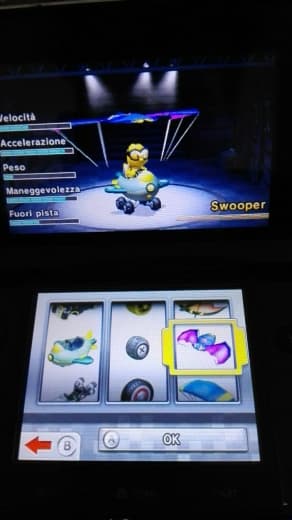 Velocità
Accelerazione
Peso
Maneggevolezza
Fuori pista
Swooper
B
A
OK